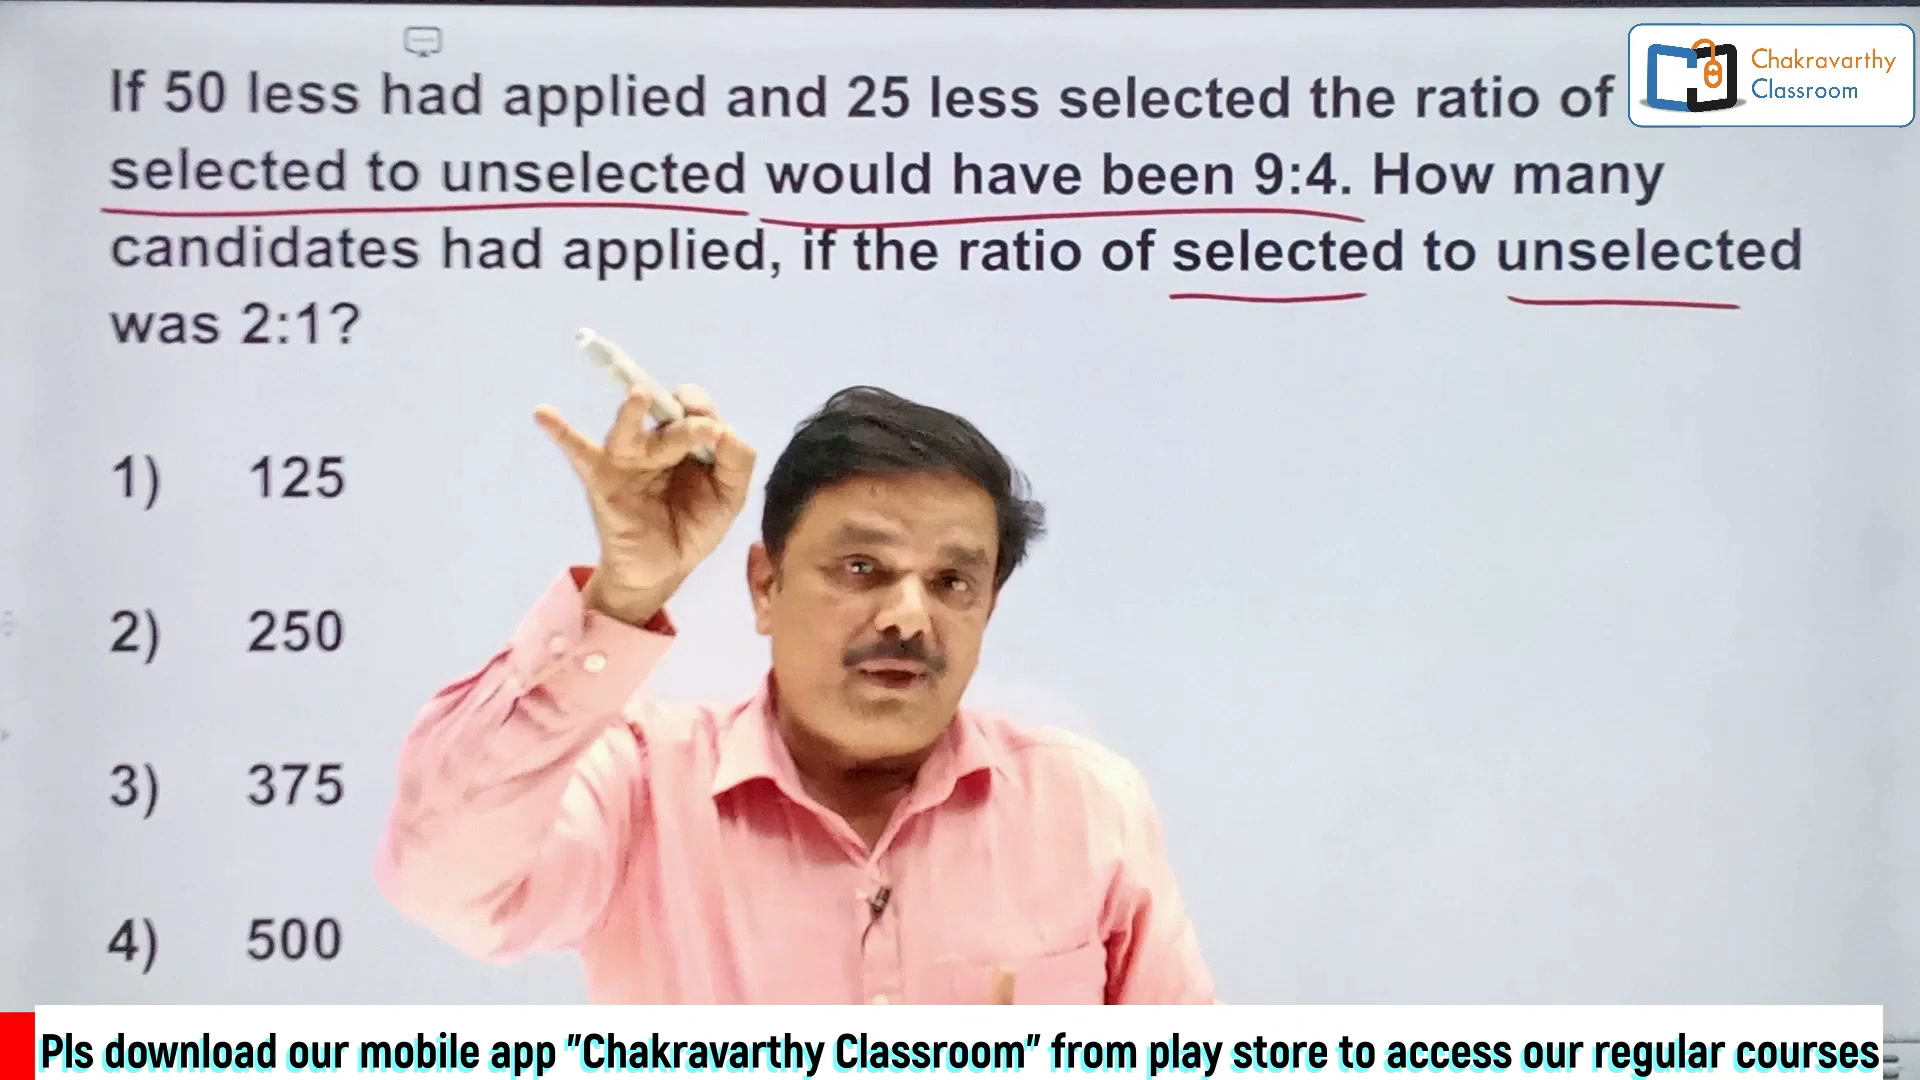 If 50 less had applied and 25 less selected the ratio of
selected to unselected would have been 9:4. How many
candidates had applied, if the ratio of selected to unselected
was 2:1?
1) 125
2) 250
3) 375
4) 500
Chakravarthy
Classroom
Pls download our mobile app "Chakravarthy Classroom" from play store to access our regular courses